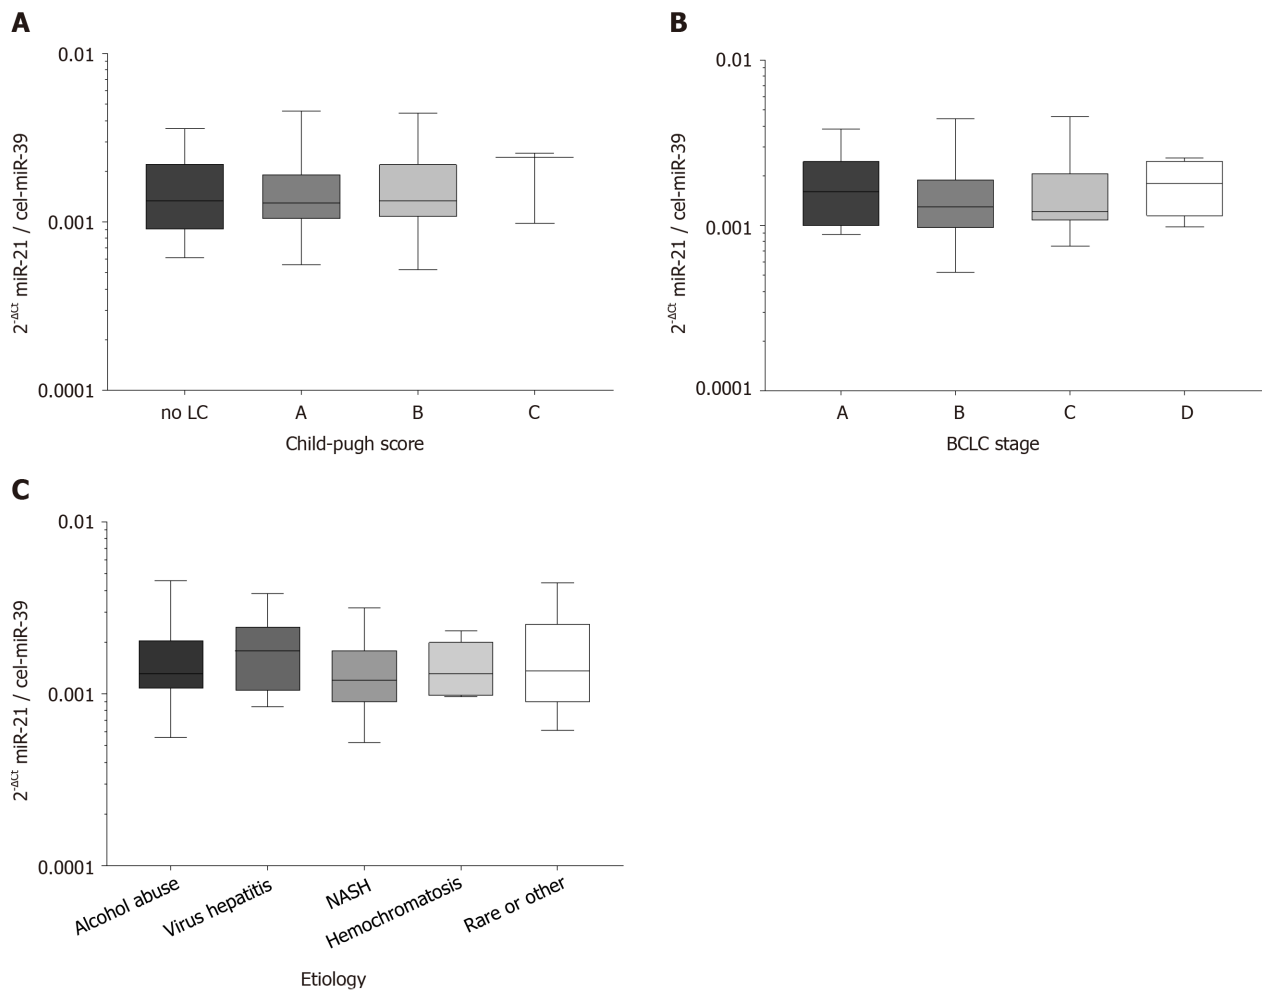 A
0.01
0.001
0.0001
2-ΔCt miR-21 / cel-miR-39
no LC A B C
Child-pugh score
B
0.01
0.001
0.0001
2-ΔCt miR-21 / cel-miR-39
A B C D
BCLC stage
C
0.01
0.001
0.0001
2-ΔCt miR-21 / cel-miR-39
Alcohol abuse
Virus hepatitis
NASH
Hemochromatosis
Rare or other
Etiology